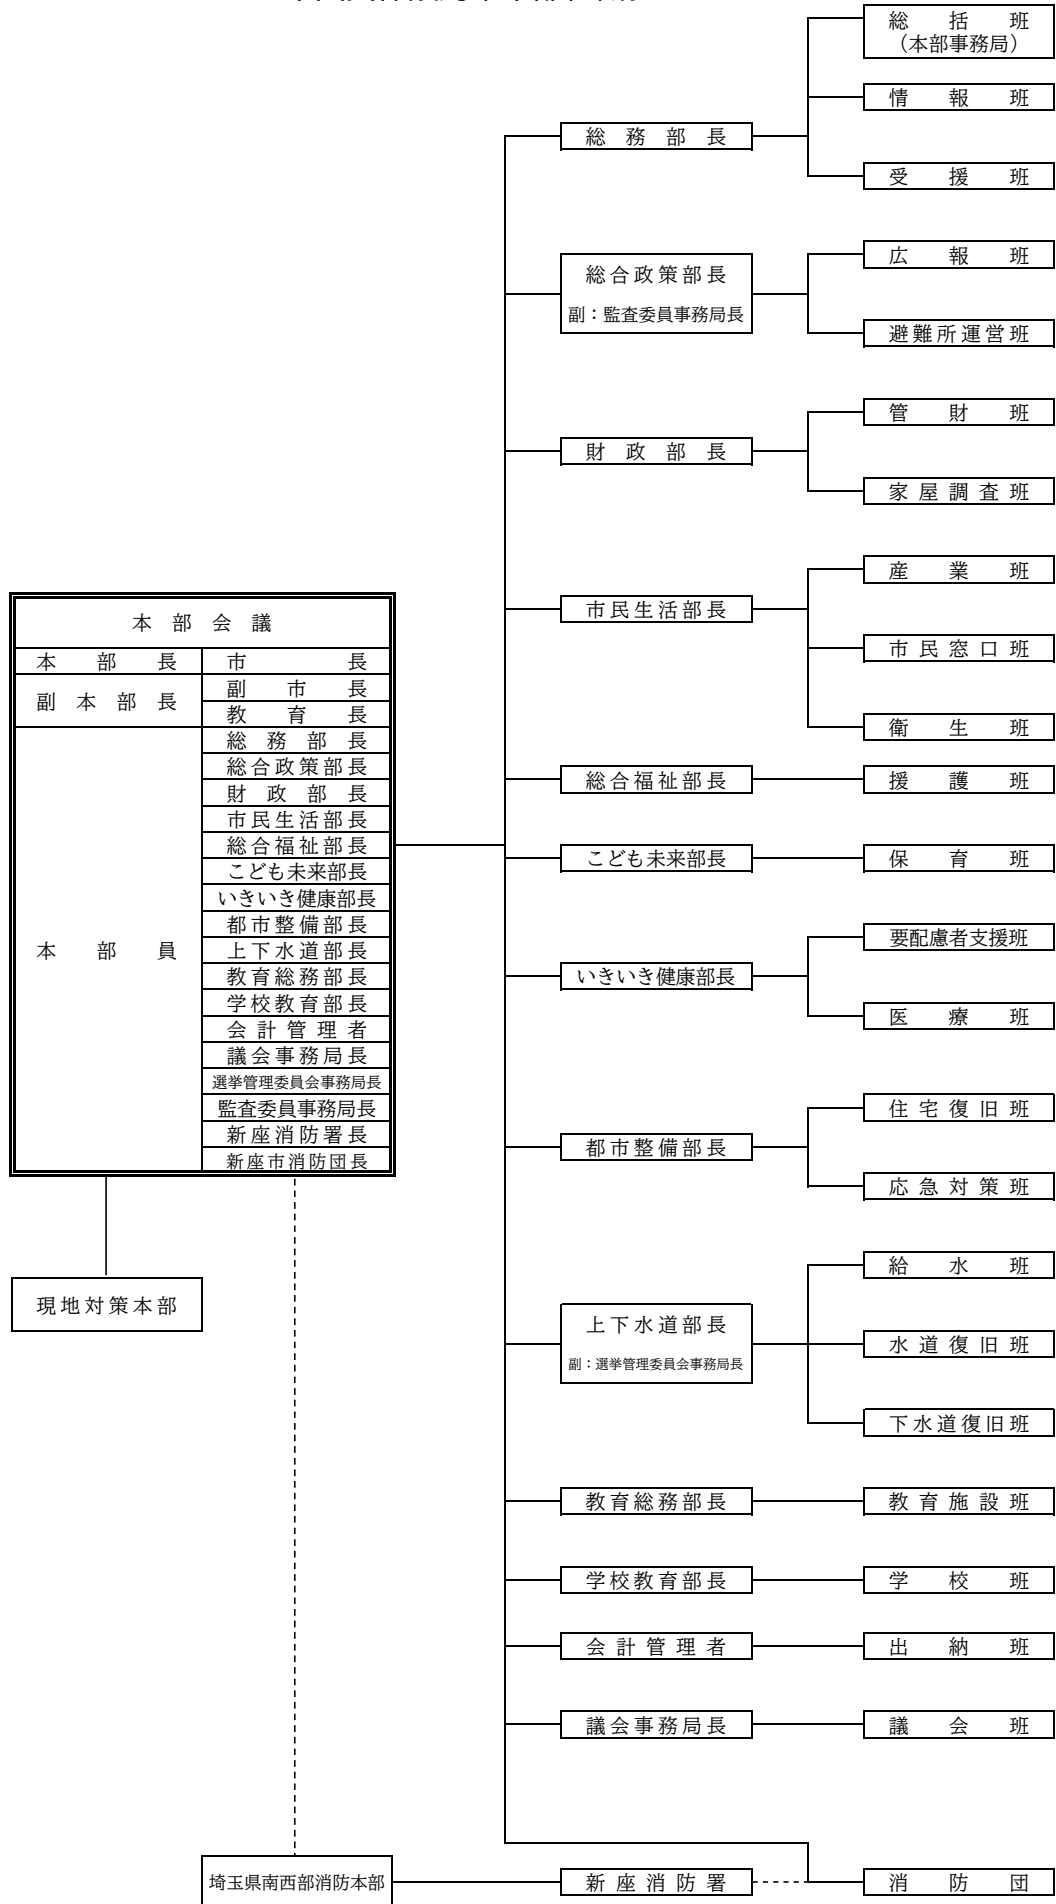 総括班
（本部事務局）
情報班
総務部長
受援班
広報班
総合政策部長
副：監査委員事務局長
避難所運営班
管財班
財政部長
家屋調査班
産業班
市民生活部長
市民窓口班
衛生班
総合福祉部長
援護班
こども未来部長
保育班
要配慮者支援班
いきいき健康部長
医療班
住宅復旧班
都市整備部長
応急対策班
給水班
上下水道部長
副：選挙管理委員会事務局長
水道復旧班
下水道復旧班
教育総務部長
教育施設班
学校教育部長
学校班
会計管理者
出納班
議会事務局長
議会班
本部会議
本部長
市長
副本部長
副市長
教育長
本部員
総務部長
総合政策部長
財政部長
市民生活部長
総合福祉部長
こども未来部長
いきいき健康部長
都市整備部長
上下水道部長
教育総務部長
学校教育部長
会計管理者
議会事務局長
選挙管理委員会事務局長
監査委員事務局長
新座消防署長
新座市消防団長
現地対策本部
埼玉県南西部消防本部
新座消防署
消防団